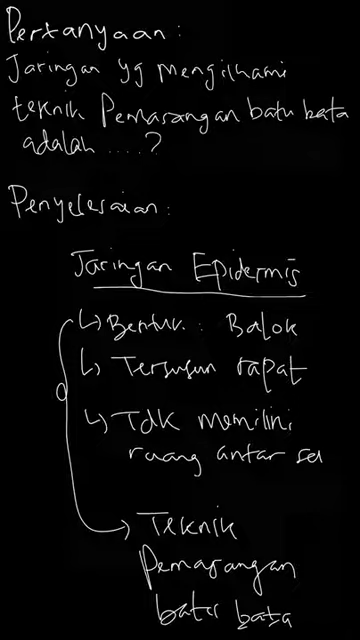 Pertanyaan :
Jaringan yg mengilhami
teknik Pemasangan batu bata
adalah .... ?
Penyelesaian :
Jaringan Epidermis
↳ Bentuk : Balok
↳ Tersusun rapat
↳ Tdk memiliki
ruang antar sel
→ Teknik
Pemasangan
batu bata